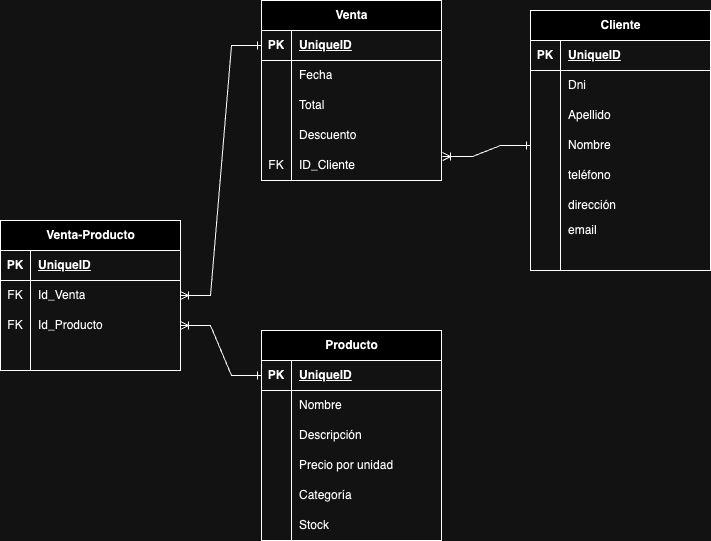 Venta
PK UniqueID
Fecha
Total
Descuento
FK ID_Cliente
Cliente
PK UniqueID
Dni
Apellido
Nombre
teléfono
dirección
email
Venta-Producto
PK UniqueID
FK Id_Venta
FK Id_Producto
Producto
PK UniqueID
Nombre
Descripción
Precio por unidad
Categoría
Stock